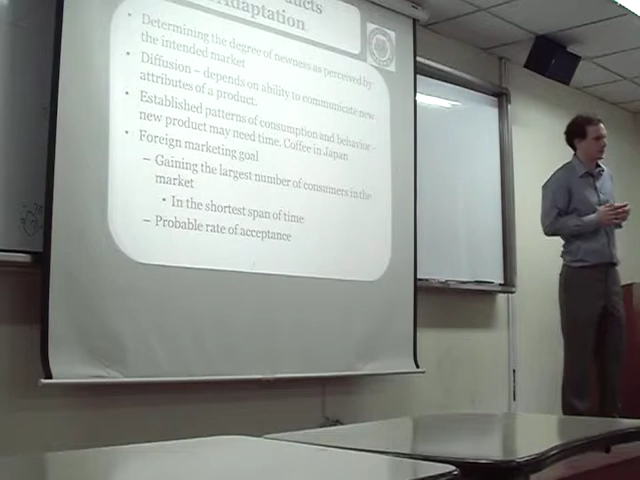 Adaptation
• Determining the degree of newness as perceived by
the intended market
• Diffusion – depends on ability to communicate new
attributes of a product.
• Established patterns of consumption and behavior –
new product may need time. Coffee in Japan
• Foreign marketing goal
– Gaining the largest number of consumers in the
market
• In the shortest span of time
– Probable rate of acceptance